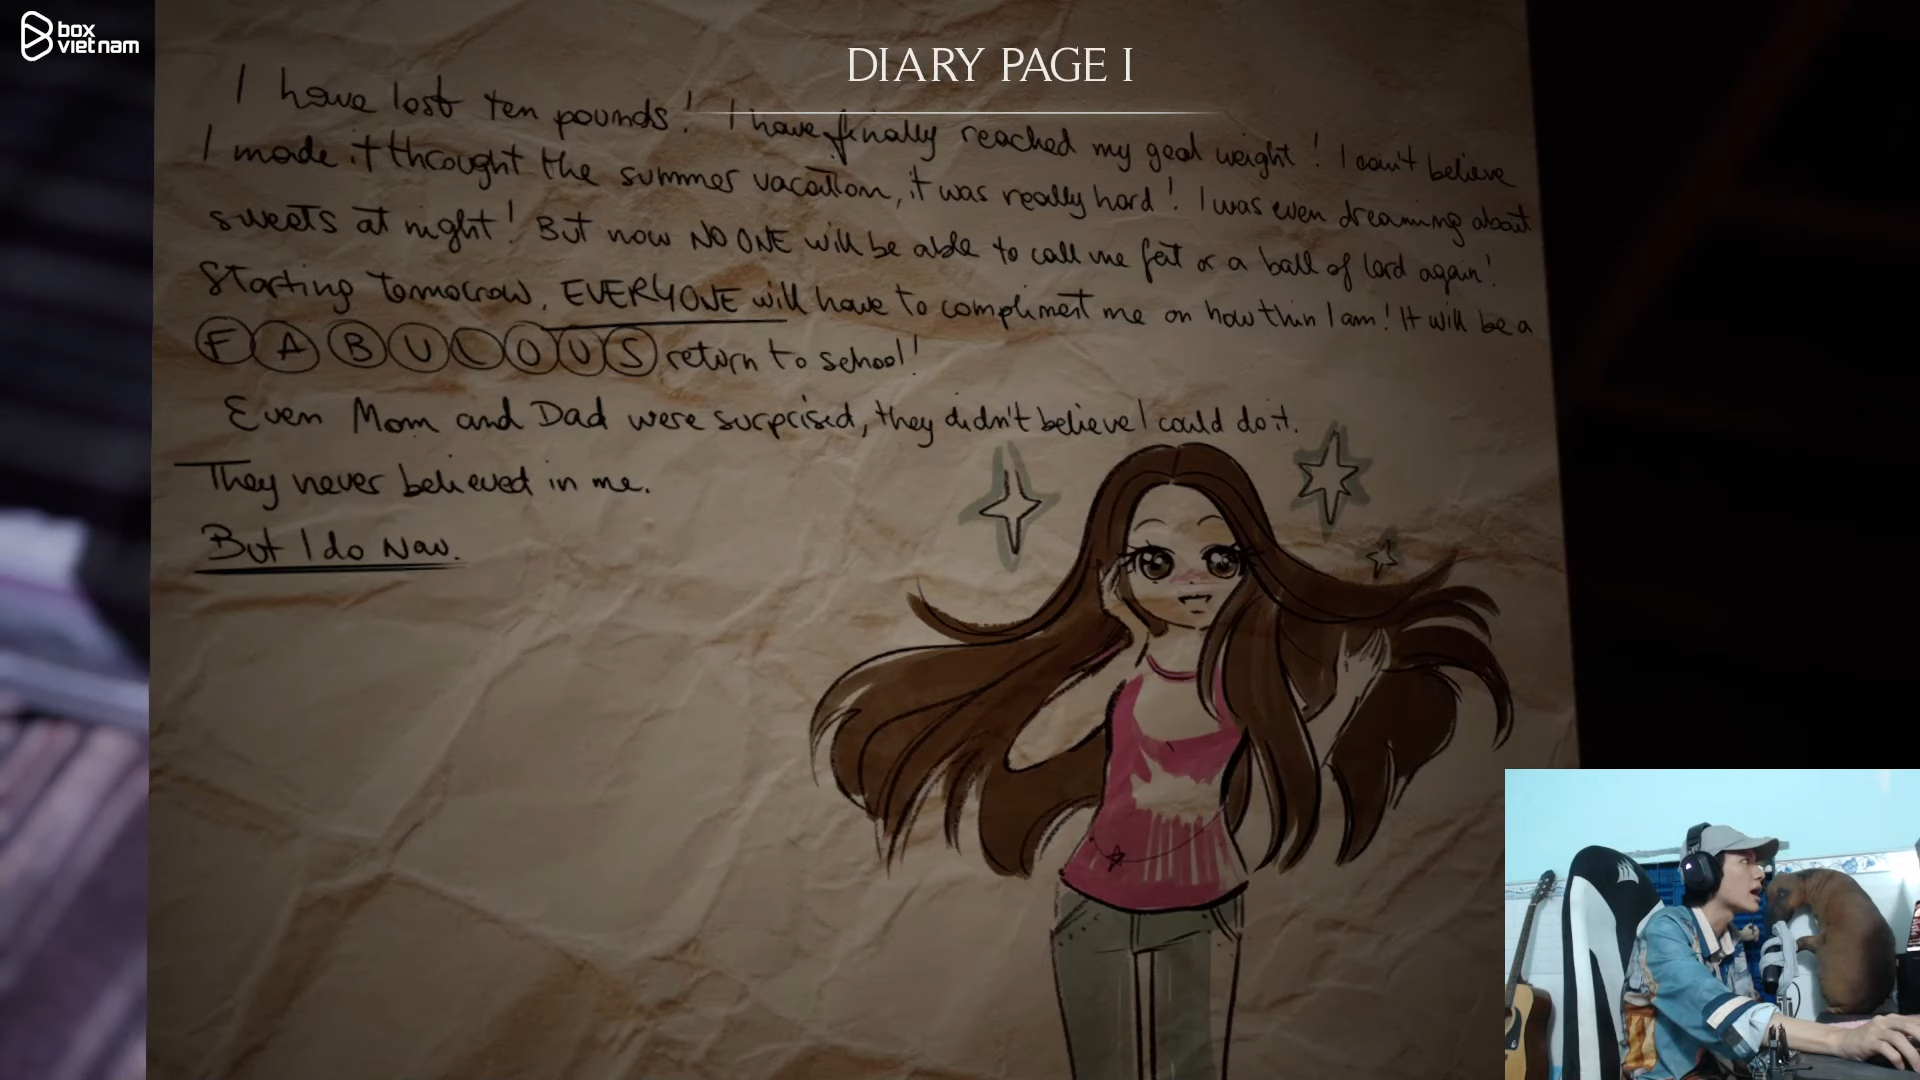 box
viet nam
DIARY PAGE I
I have lost ten pounds! I have finally reached my goal weight! I can't believe
I made it throught the summer vacation, it was really hard! I was even dreaming about
sweets at night! But now NO ONE will be able to call me fat or a ball of lard again!
Starting tomorrow, EVERYONE will have to compliment me on how thin I am! It will be a
FABULOUS return to school!
Even Mom and Dad were surprised, they didn't believe I could do it.
They never believed in me.
But I do now.